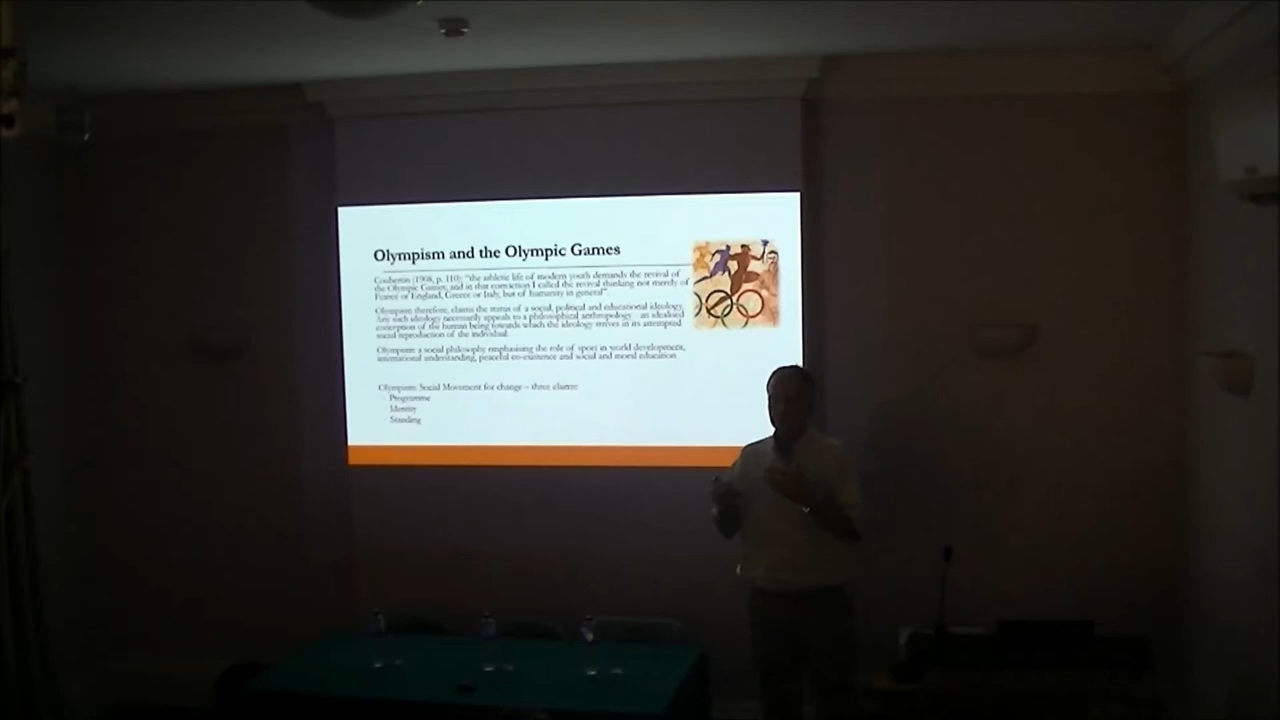 Olympism and the Olympic Games
Coubertin (1908, p. 110): "the athletic life of modern youth demands the revival of
the Olympic Games, and in that conviction I called the revival thinking not merely of
France or England, Greece or Italy, but of humanity in general"
Olympism therefore, claims the status of a social, political and educational ideology.
Any such ideology necessarily appeals to a philosophical anthropology – an idealised
conception of the human being towards which the ideology strives in its attempted
social reproduction of the individual.
Olympism: a social philosophy emphasising the role of sport in world development,
international understanding, peaceful co-existence and social and moral education
Olympism: Social Movement for change – three claims:
Programme
Identity
Standing